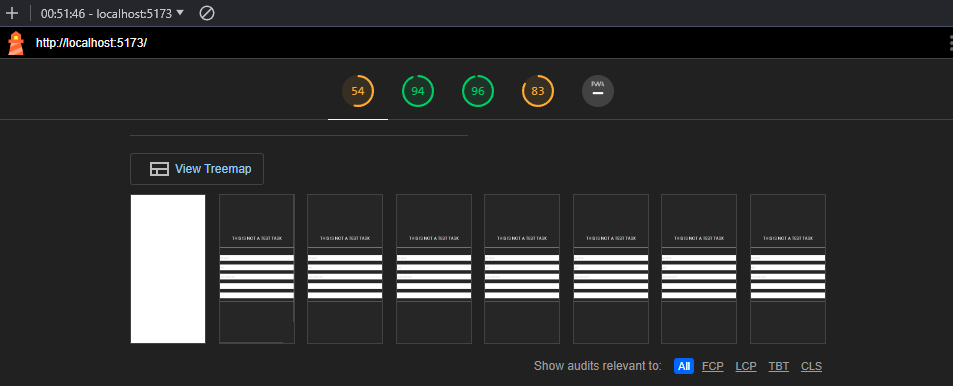 00:51:46 - localhost:5173
http://localhost:5173/
54 94 96 83 PWA
View Treemap
THIS IS NOT A TEST TASK THIS IS NOT A TEST TASK THIS IS NOT A TEST TASK THIS IS NOT A TEST TASK THIS IS NOT A TEST TASK THIS IS NOT A TEST TASK THIS IS NOT A TEST TASK
Show audits relevant to: All FCP LCP TBT CLS